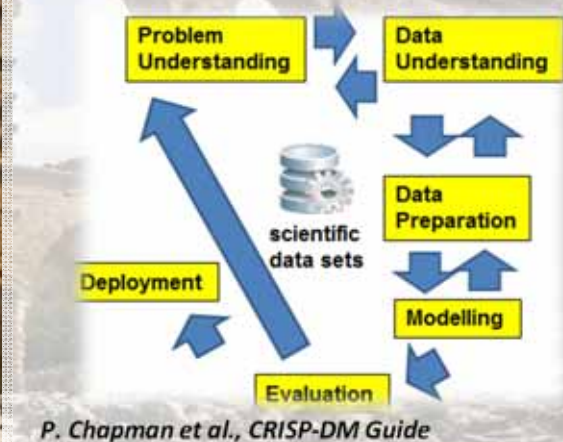 Problem
Understanding
Data
Understanding
scientific
data sets
Data
Preparation
Modelling
Evaluation
Deployment
P. Chapman et al., CRISP-DM Guide